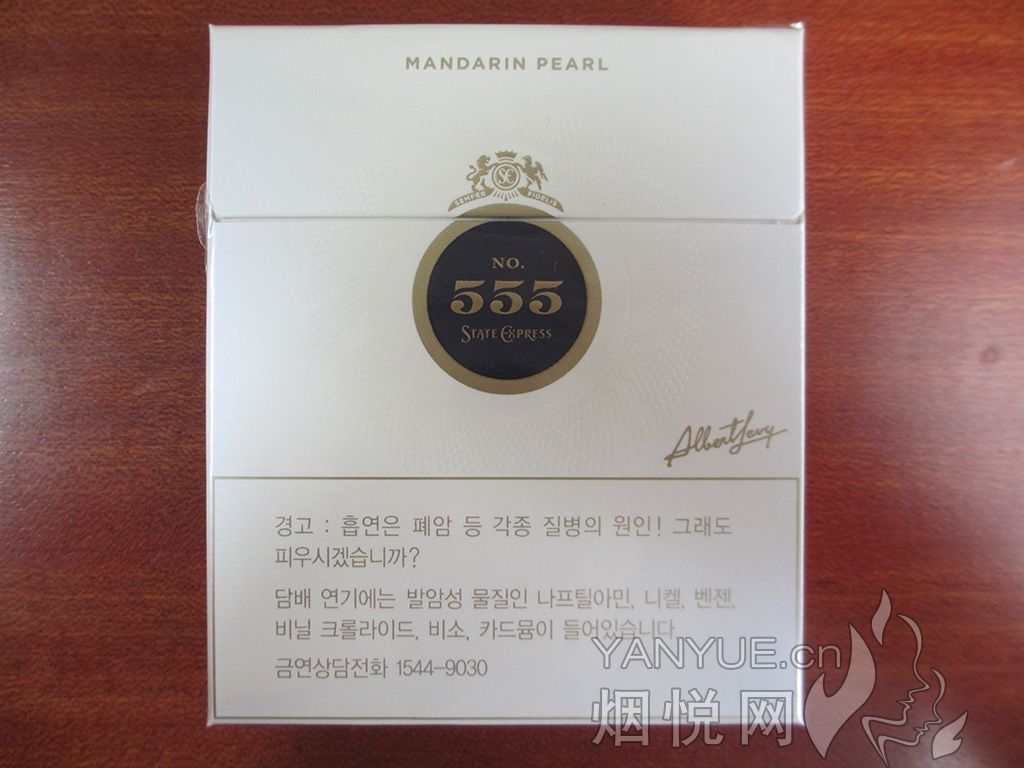 MANDARIN PEARL
SEMPER FIDELIS
NO.
555
STATE EXPRESS
Albert Levy
경고 : 흡연은 폐암 등 각종 질병의 원인! 그래도
피우시겠습니까?
담배 연기에는 발암성 물질인 나프틸아민, 니켈, 벤젠,
비닐 크롤라이드, 비소, 카드뮴이 들어있습니다.
금연상담전화 1544-9030
YANYUE.cn
烟悦网